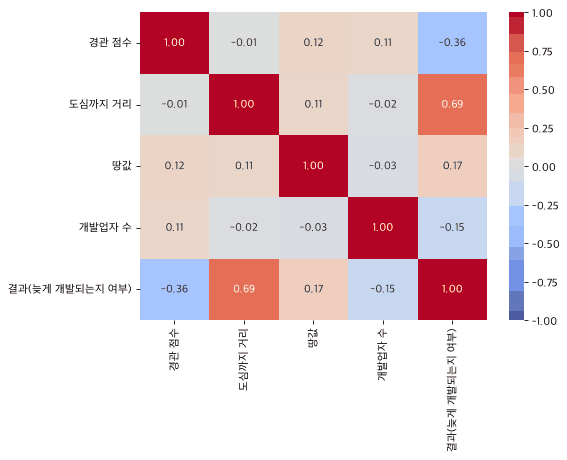 경관 점수 1.00 -0.01 0.12 0.11 -0.36
도심까지 거리 -0.01 1.00 0.11 -0.02 0.69
땅값 0.12 0.11 1.00 -0.03 0.17
개발업자 수 0.11 -0.02 -0.03 1.00 -0.15
결과(늦게 개발되는지 여부) -0.36 0.69 0.17 -0.15 1.00
경관 점수
도심까지 거리
땅값
개발업자 수
결과(늦게 개발되는지 여부)
1.00
0.75
0.50
0.25
0.00
-0.25
-0.50
-0.75
-1.00